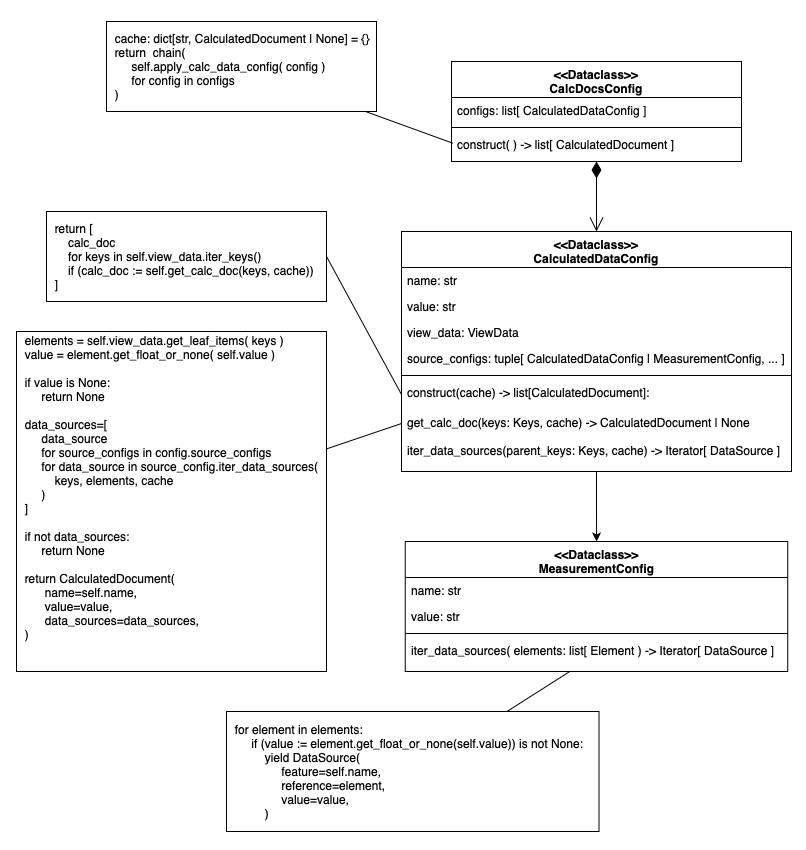 cache: dict[str, CalculatedDocument | None] = {}
return  chain(
self.apply_calc_data_config( config )
for config in configs
)
<<Dataclass>>
CalcDocsConfig
configs: list[ CalculatedDataConfig ]
construct( ) -> list[ CalculatedDocument ]
return [
calc_doc
for keys in self.view_data.iter_keys()
if (calc_doc := self.get_calc_doc(keys, cache))
]
<<Dataclass>>
CalculatedDataConfig
name: str
value: str
view_data: ViewData
source_configs: tuple[ CalculatedDataConfig | MeasurementConfig, ... ]
construct(cache) -> list[CalculatedDocument]:
get_calc_doc(keys: Keys, cache) -> CalculatedDocument | None
iter_data_sources(parent_keys: Keys, cache) -> Iterator[ DataSource ]
elements = self.view_data.get_leaf_items( keys )
value = element.get_float_or_none( self.value )
if value is None:
return None
data_sources=[
data_source
for source_configs in config.source_configs
for data_source in source_config.iter_data_sources(
keys, elements, cache
)
]
if not data_sources:
return None
return CalculatedDocument(
name=self.name,
value=value,
data_sources=data_sources,
)
<<Dataclass>>
MeasurementConfig
name: str
value: str
iter_data_sources( elements: list[ Element ) -> Iterator[ DataSource ]
for element in elements:
if (value := element.get_float_or_none(self.value)) is not None:
yield DataSource(
feature=self.name,
reference=element,
value=value,
)